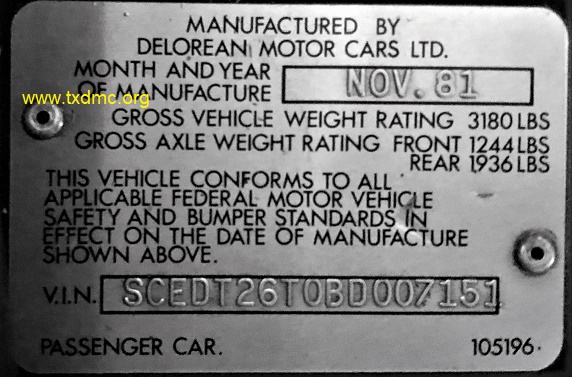 MANUFACTURED BY
DELOREAN MOTOR CARS LTD.
MONTH AND YEAR
OF MANUFACTURE NOV. 81
www.txdmc.org
GROSS VEHICLE WEIGHT RATING 3180 LBS
GROSS AXLE WEIGHT RATING FRONT 1244 LBS
REAR 1936 LBS
THIS VEHICLE CONFORMS TO ALL
APPLICABLE FEDERAL MOTOR VEHICLE
SAFETY AND BUMPER STANDARDS IN
EFFECT ON THE DATE OF MANUFACTURE
SHOWN ABOVE.
V.I.N. SCEDT26T0BD007151
PASSENGER CAR. 105196